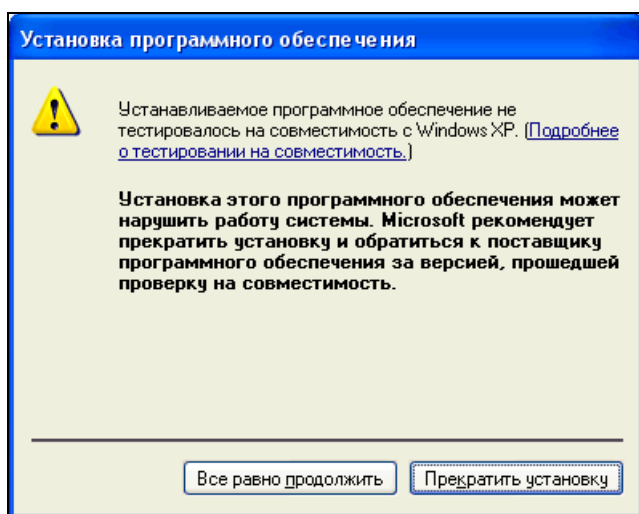 Установка программного обеспечения
Устанавливаемое программное обеспечение не
тестировалось на совместимость с Windows XP. (Подробнее
о тестировании на совместимость.)
Установка этого программного обеспечения может
нарушить работу системы. Microsoft рекомендует
прекратить установку и обратиться к поставщику
программного обеспечения за версией, прошедшей
проверку на совместимость.
Все равно продолжить Прекратить установку